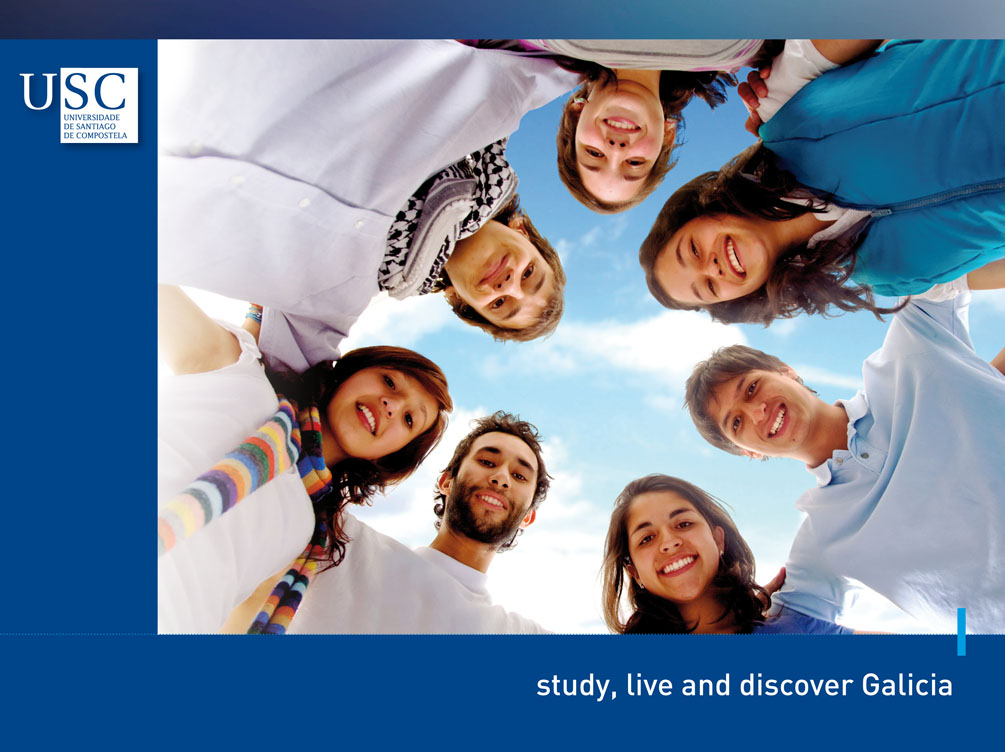 USC
UNIVERSIDADE
DE SANTIAGO
DE COMPOSTELA
study, live and discover Galicia